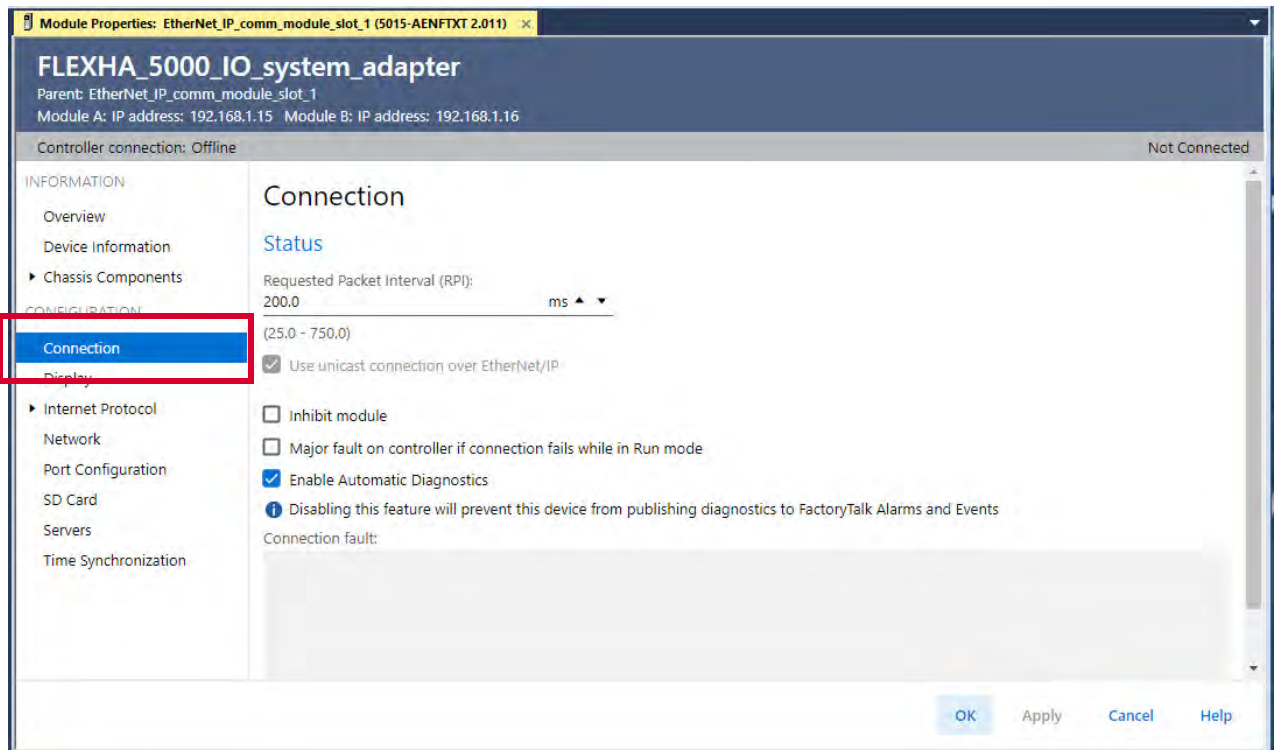 Module Properties: EtherNet_IP_comm_module_slot_1 (5015-AENFTXT 2.011) ×
FLEXHA_5000_IO_system_adapter
Parent: EtherNet_IP_comm_module_slot_1
Module A: IP address: 192.168.1.15 Module B: IP address: 192.168.1.16
Controller connection: Offline
Not Connected
INFORMATION
Overview
Device Information
Chassis Components
CONFIGURATION
Connection
Display
Internet Protocol
Network
Port Configuration
SD Card
Servers
Time Synchronization
Connection
Status
Requested Packet Interval (RPI):
200.0 ms
(25.0 - 750.0)
Use unicast connection over EtherNet/IP
Inhibit module
Major fault on controller if connection fails while in Run mode
Enable Automatic Diagnostics
Disabling this feature will prevent this device from publishing diagnostics to FactoryTalk Alarms and Events
Connection fault:
OK Apply Cancel Help